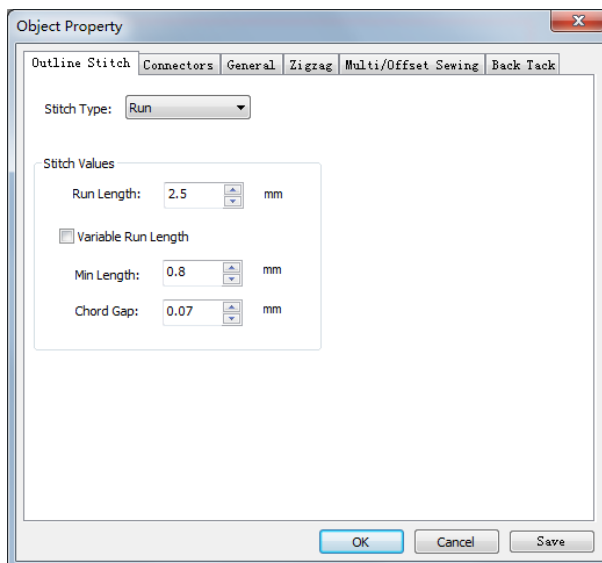 Object Property
Outline Stitch Connectors General Zigzag Multi/Offset Sewing Back Tack
Stitch Type: Run
Stitch Values
Run Length: 2.5 mm
Variable Run Length
Min Length: 0.8 mm
Chord Gap: 0.07 mm
OK Cancel Save